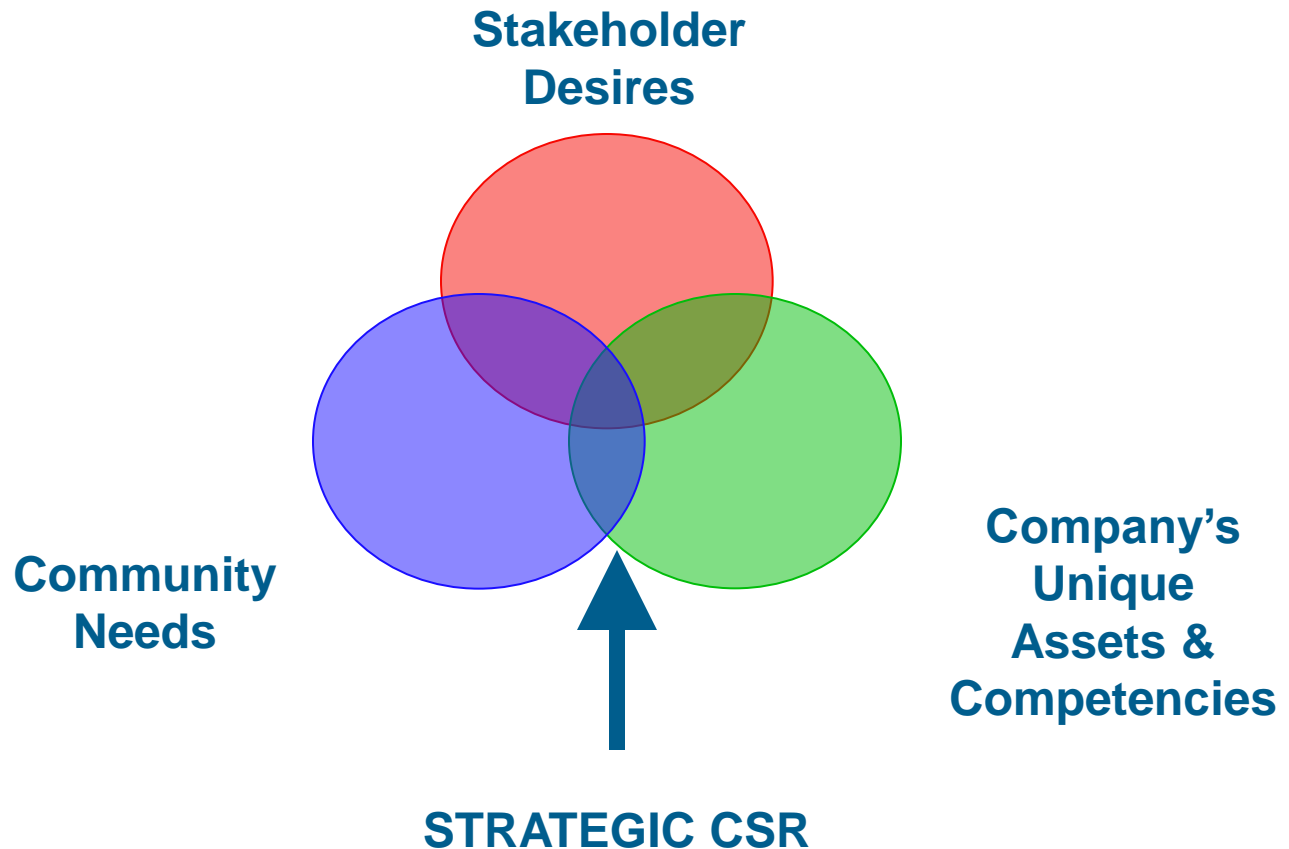 Stakeholder
Desires
Community
Needs
Company’s
Unique
Assets &
Competencies
STRATEGIC CSR